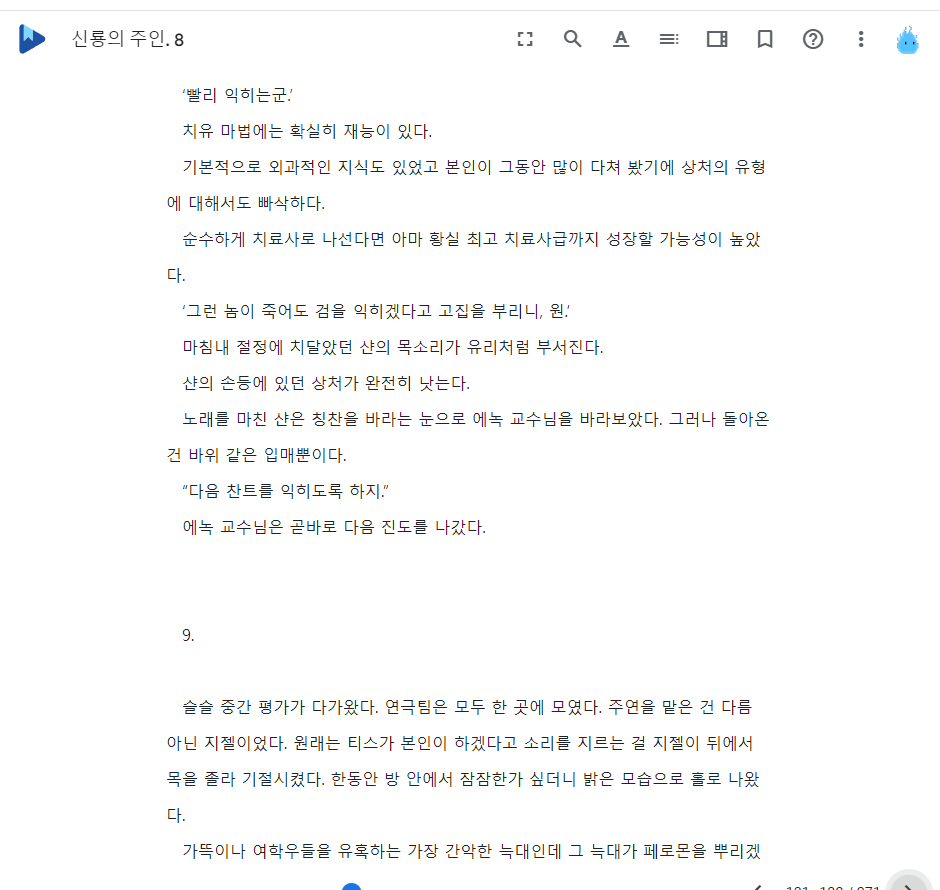 신룡의 주인. 8
‘빨리 익히는군.’
치유 마법에는 확실히 재능이 있다.
기본적으로 외과적인 지식도 있었고 본인이 그동안 많이 다쳐 봤기에 상처의 유형
에 대해서도 빠삭하다.
순수하게 치료사로 나선다면 아마 황실 최고 치료사급까지 성장할 가능성이 높았
다.
‘그런 놈이 죽어도 검을 익히겠다고 고집을 부리니, 원.’
마침내 절정에 치달았던 샨의 목소리가 유리처럼 부서진다.
샨의 손등에 있던 상처가 완전히 낫는다.
노래를 마친 샨은 칭찬을 바라는 눈으로 에녹 교수님을 바라보았다. 그러나 돌아온
건 바위 같은 입매뿐이다.
“다음 찬트를 익히도록 하지.”
에녹 교수님은 곧바로 다음 진도를 나갔다.
9.
슬슬 중간 평가가 다가왔다. 연극팀은 모두 한 곳에 모였다. 주연을 맡은 건 다름
아닌 지젤이었다. 원래는 티스가 본인이 하겠다고 소리를 지르는 걸 지젤이 뒤에서
목을 졸라 기절시켰다. 한동안 방 안에서 잠잠한가 싶더니 밝은 모습으로 홀로 나왔
다.
가뜩이나 여학우들을 유혹하는 가장 간악한 늑대인데 그 늑대가 페로몬을 뿌리겠